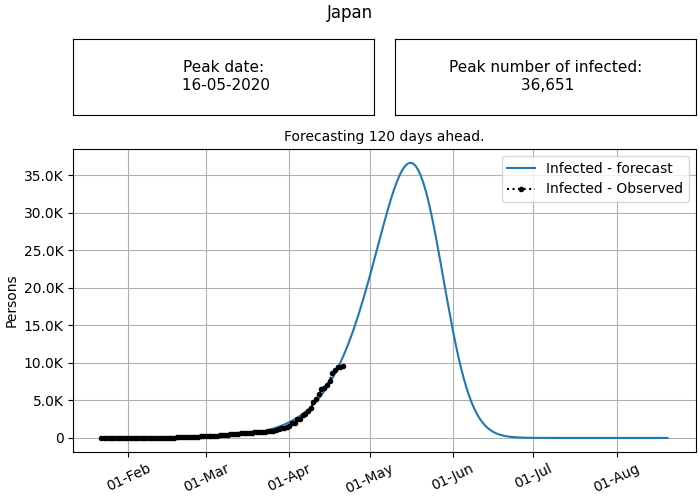 Japan
Peak date:
16-05-2020
Peak number of infected:
36,651
Forecasting 120 days ahead.
Infected - forecast
Infected - Observed
35.0K
30.0K
25.0K
20.0K
15.0K
10.0K
5.0K
0
Persons
01-Feb
01-Mar
01-Apr
01-May
01-Jun
01-Jul
01-Aug